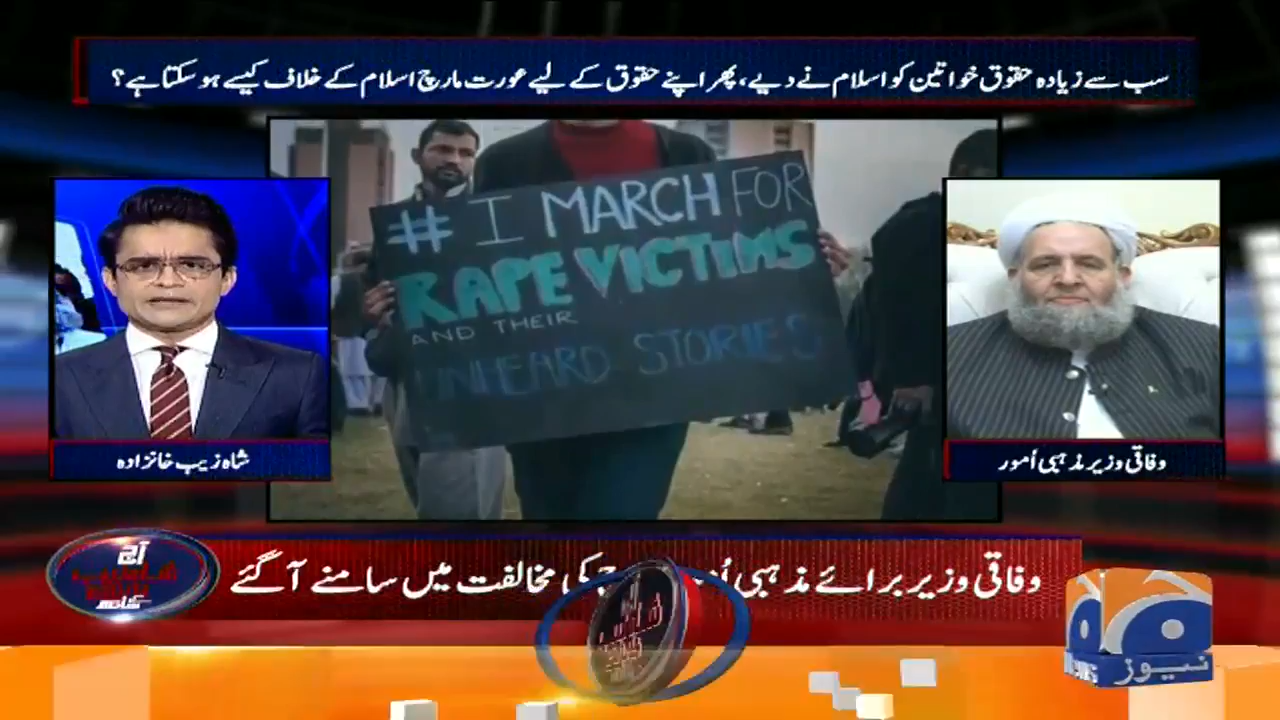 سب سے زیادہ حقوق خواتین کو اسلام نے دیے، پھر اپنے حقوق کے لیے عورت مارچ اسلام کے خلاف کیسے ہو سکتا ہے؟
# I MARCH FOR
RAPE VICTIMS
AND THEIR
UNHEARD STORIES
شاہ زیب خانزادہ
وفاقی وزیر مذہبی اُمور
آج
وفاقی وزیر برائے مذہبی کی مخالفت میں سامنے آگئے
نیوز